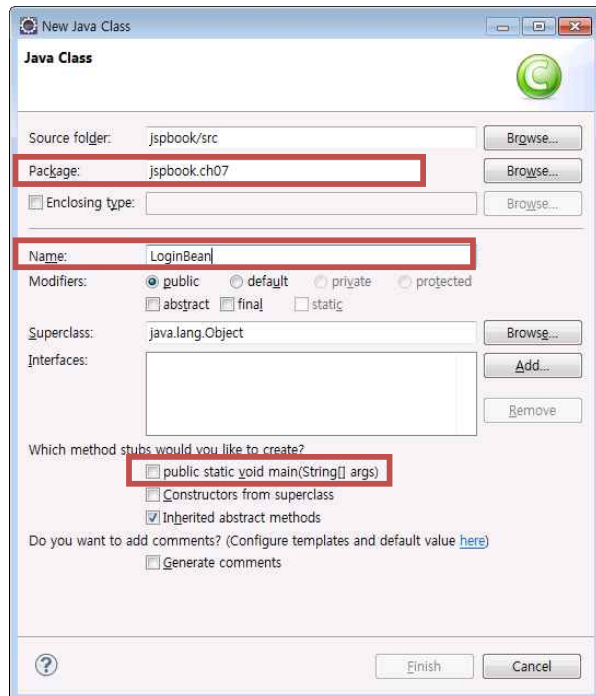 New Java Class
Java Class
Source folder: jspbook/src Browse...
Package: jspbook.ch07 Browse...
Enclosing type: Browse...
Name: LoginBean
Modifiers: public default private protected
abstract final static
Superclass: java.lang.Object Browse...
Interfaces: Add...
Remove
Which method stubs would you like to create?
public static void main(String[] args)
Constructors from superclass
Inherited abstract methods
Do you want to add comments? (Configure templates and default value here)
Generate comments
Finish Cancel